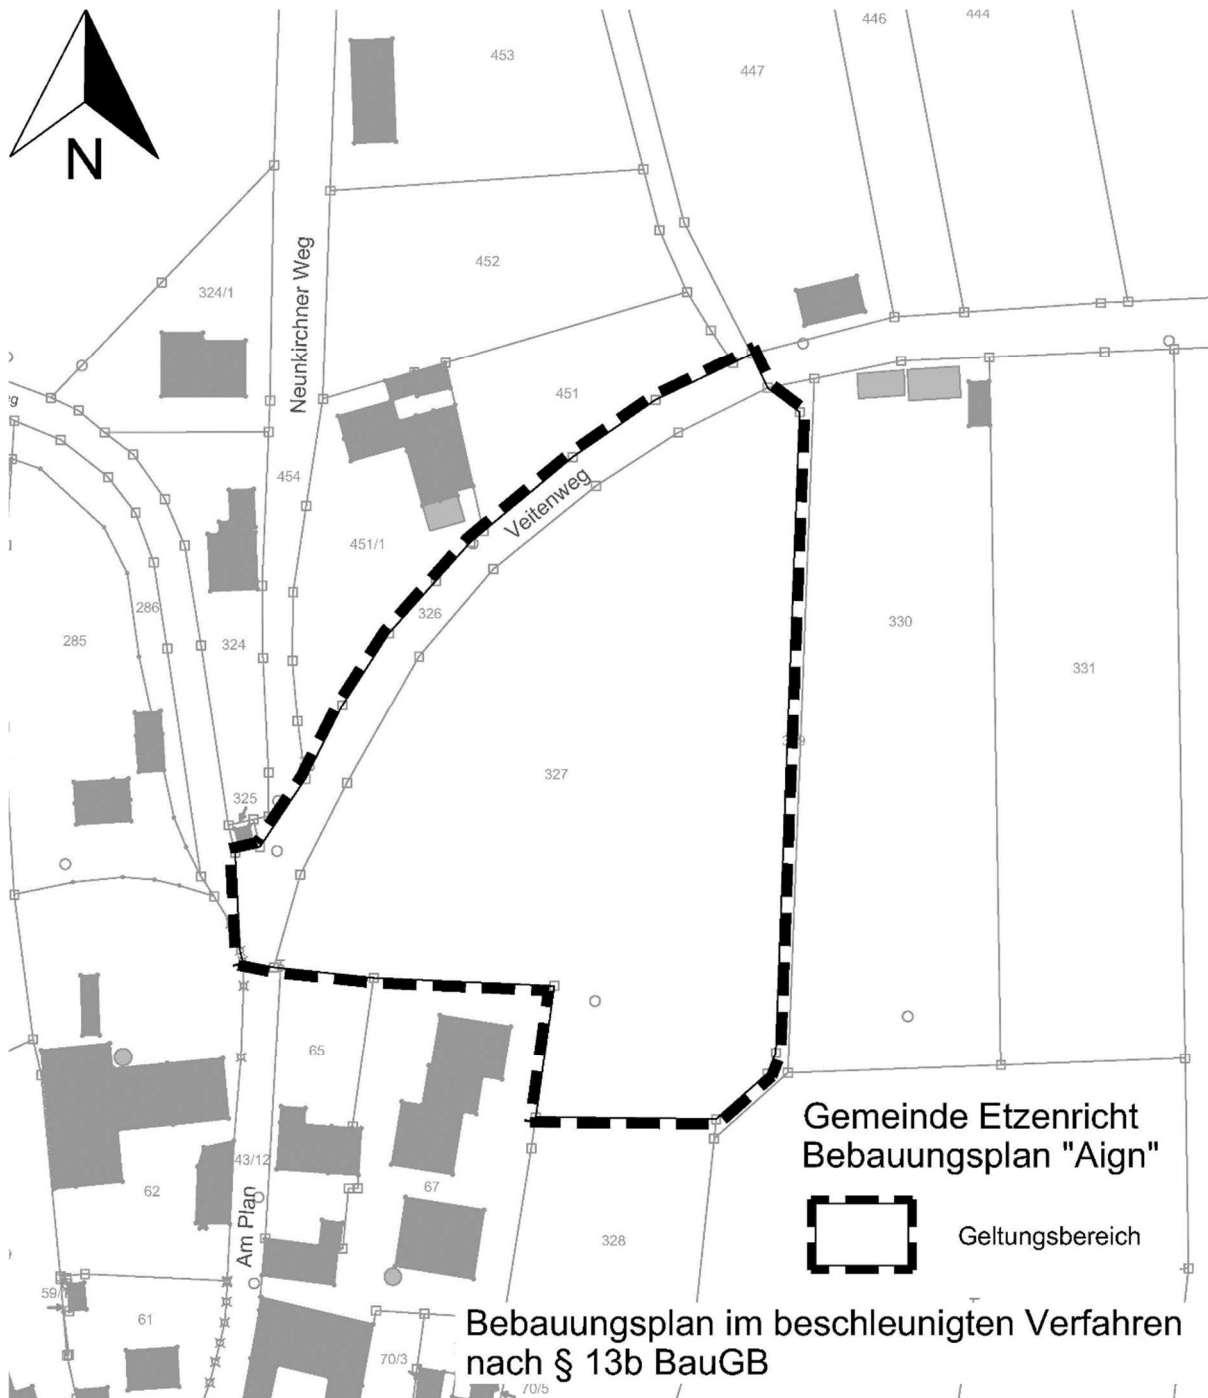 446
444
453
447
N
Neunkirchner Weg
452
324/1
451
454
Veitenweg
451/1
326
286
330
285
324
331
327
325
65
Gemeinde Etzenricht
Bebauungsplan "Aign"
43/12
62
67
Am Plan
328
Geltungsbereich
61
Bebauungsplan im beschleunigten Verfahren
nach § 13b BauGB
70/3
70/5